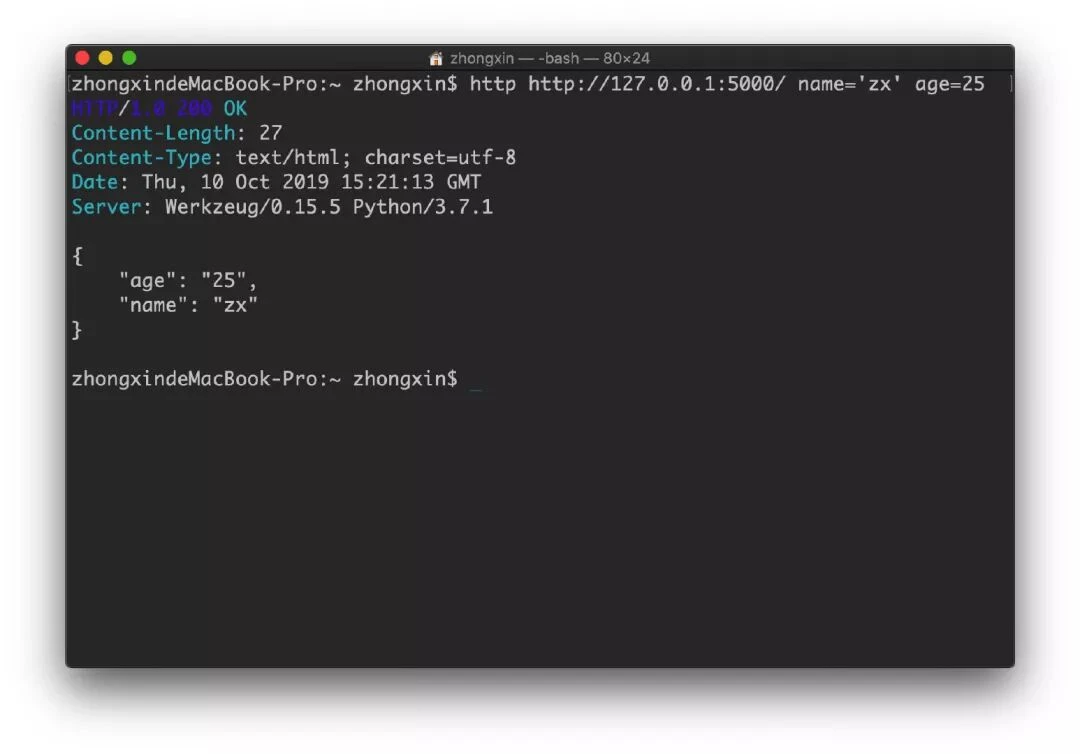 zhongxin — -bash — 80×24
zhongxindeMacBook-Pro:~ zhongxin$ http http://127.0.0.1:5000/ name='zx' age=25
HTTP/1.0 200 OK
Content-Length: 27
Content-Type: text/html; charset=utf-8
Date: Thu, 10 Oct 2019 15:21:13 GMT
Server: Werkzeug/0.15.5 Python/3.7.1
{
"age": "25",
"name": "zx"
}
zhongxindeMacBook-Pro:~ zhongxin$ _